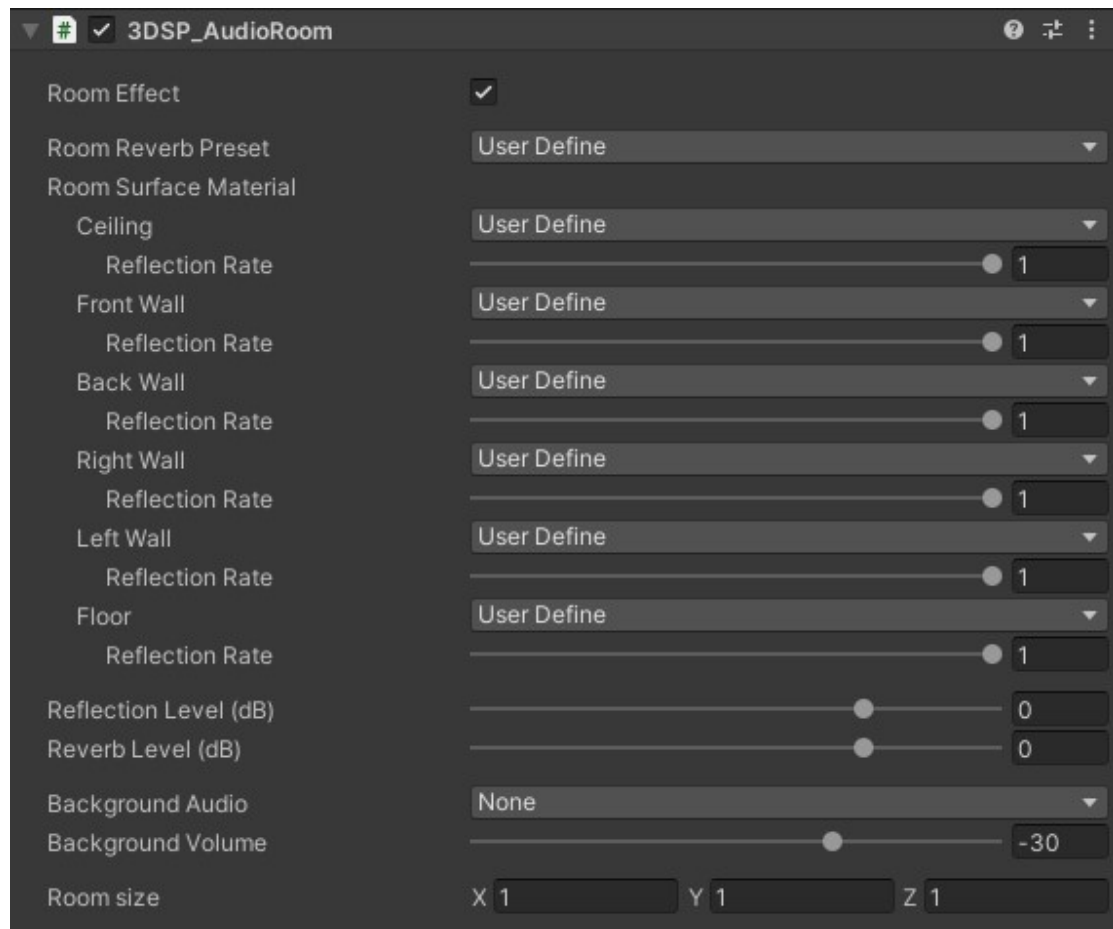 # 3DSP_AudioRoom
Room Effect
Room Reverb Preset User Define
Room Surface Material
Ceiling User Define
Reflection Rate 1
Front Wall User Define
Reflection Rate 1
Back Wall User Define
Reflection Rate 1
Right Wall User Define
Reflection Rate 1
Left Wall User Define
Reflection Rate 1
Floor User Define
Reflection Rate 1
Reflection Level (dB) 0
Reverb Level (dB) 0
Background Audio None
Background Volume -30
Room size X 1 Y 1 Z 1